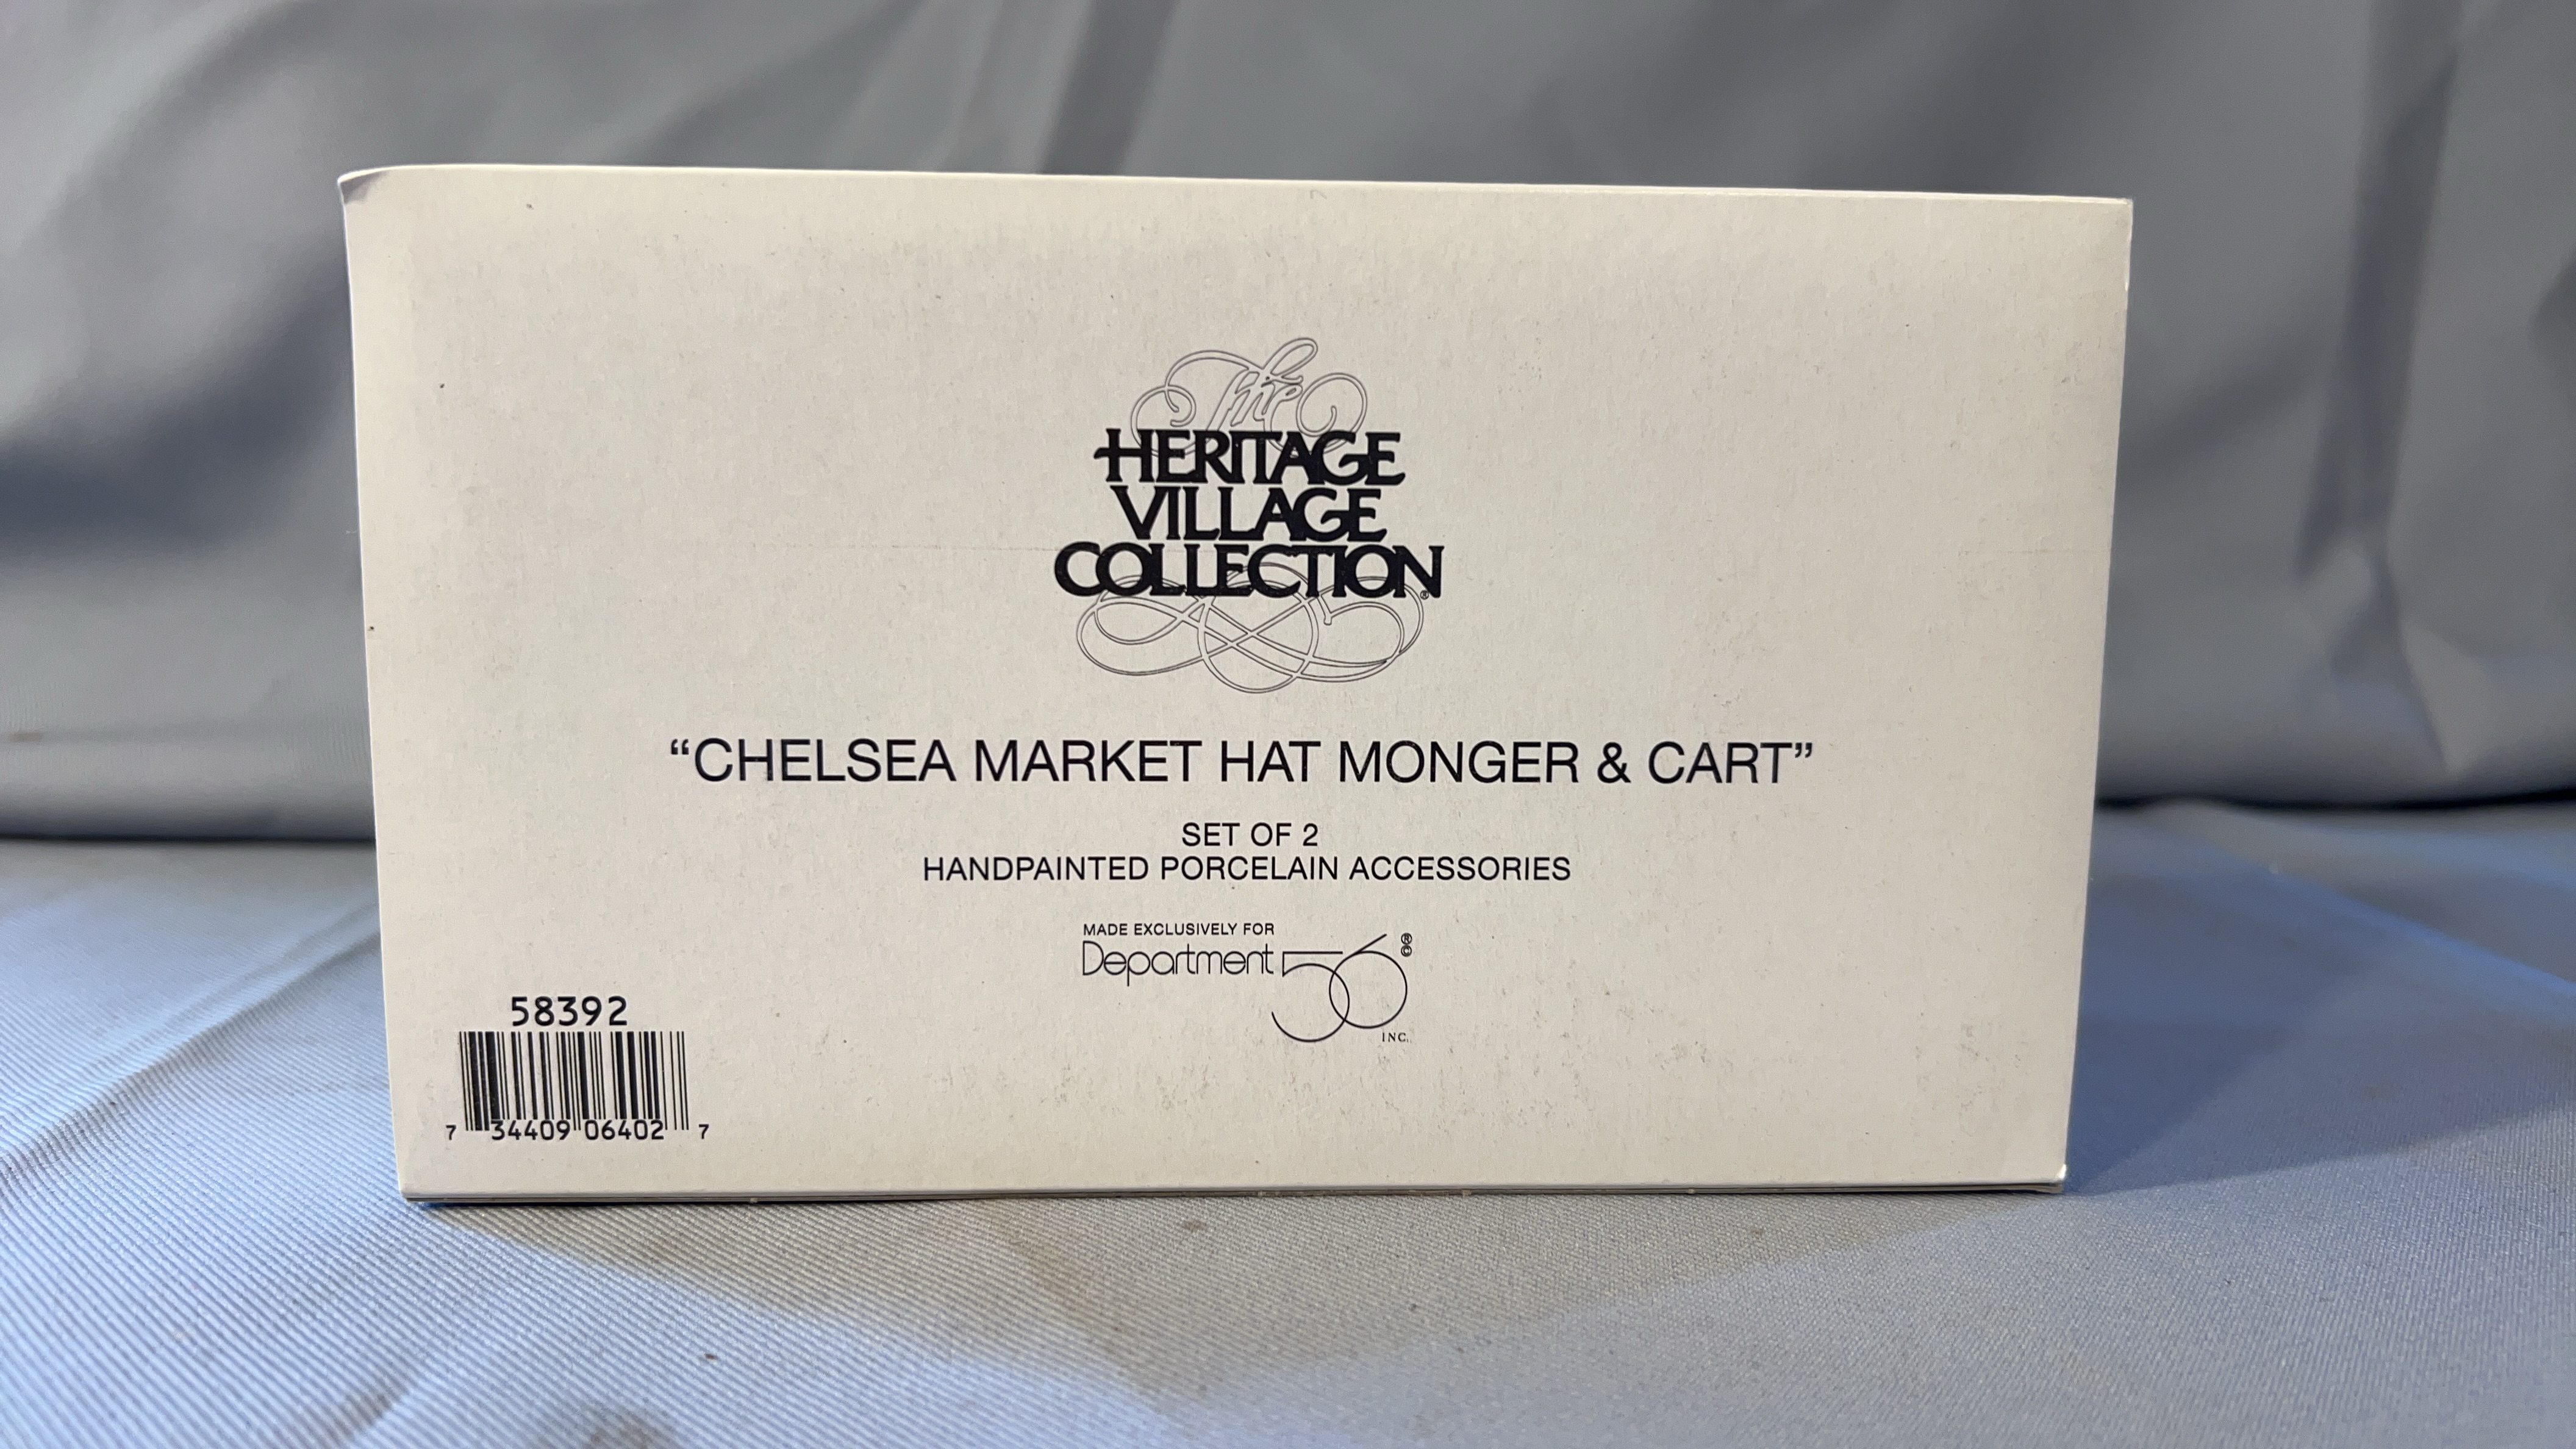 The
HERITAGE
VILLAGE
COLLECTION®
“CHELSEA MARKET HAT MONGER & CART”
SET OF 2
HANDPAINTED PORCELAIN ACCESSORIES
MADE EXCLUSIVELY FOR
Department 56 ®©
INC.
58392
7 34409 06402 7